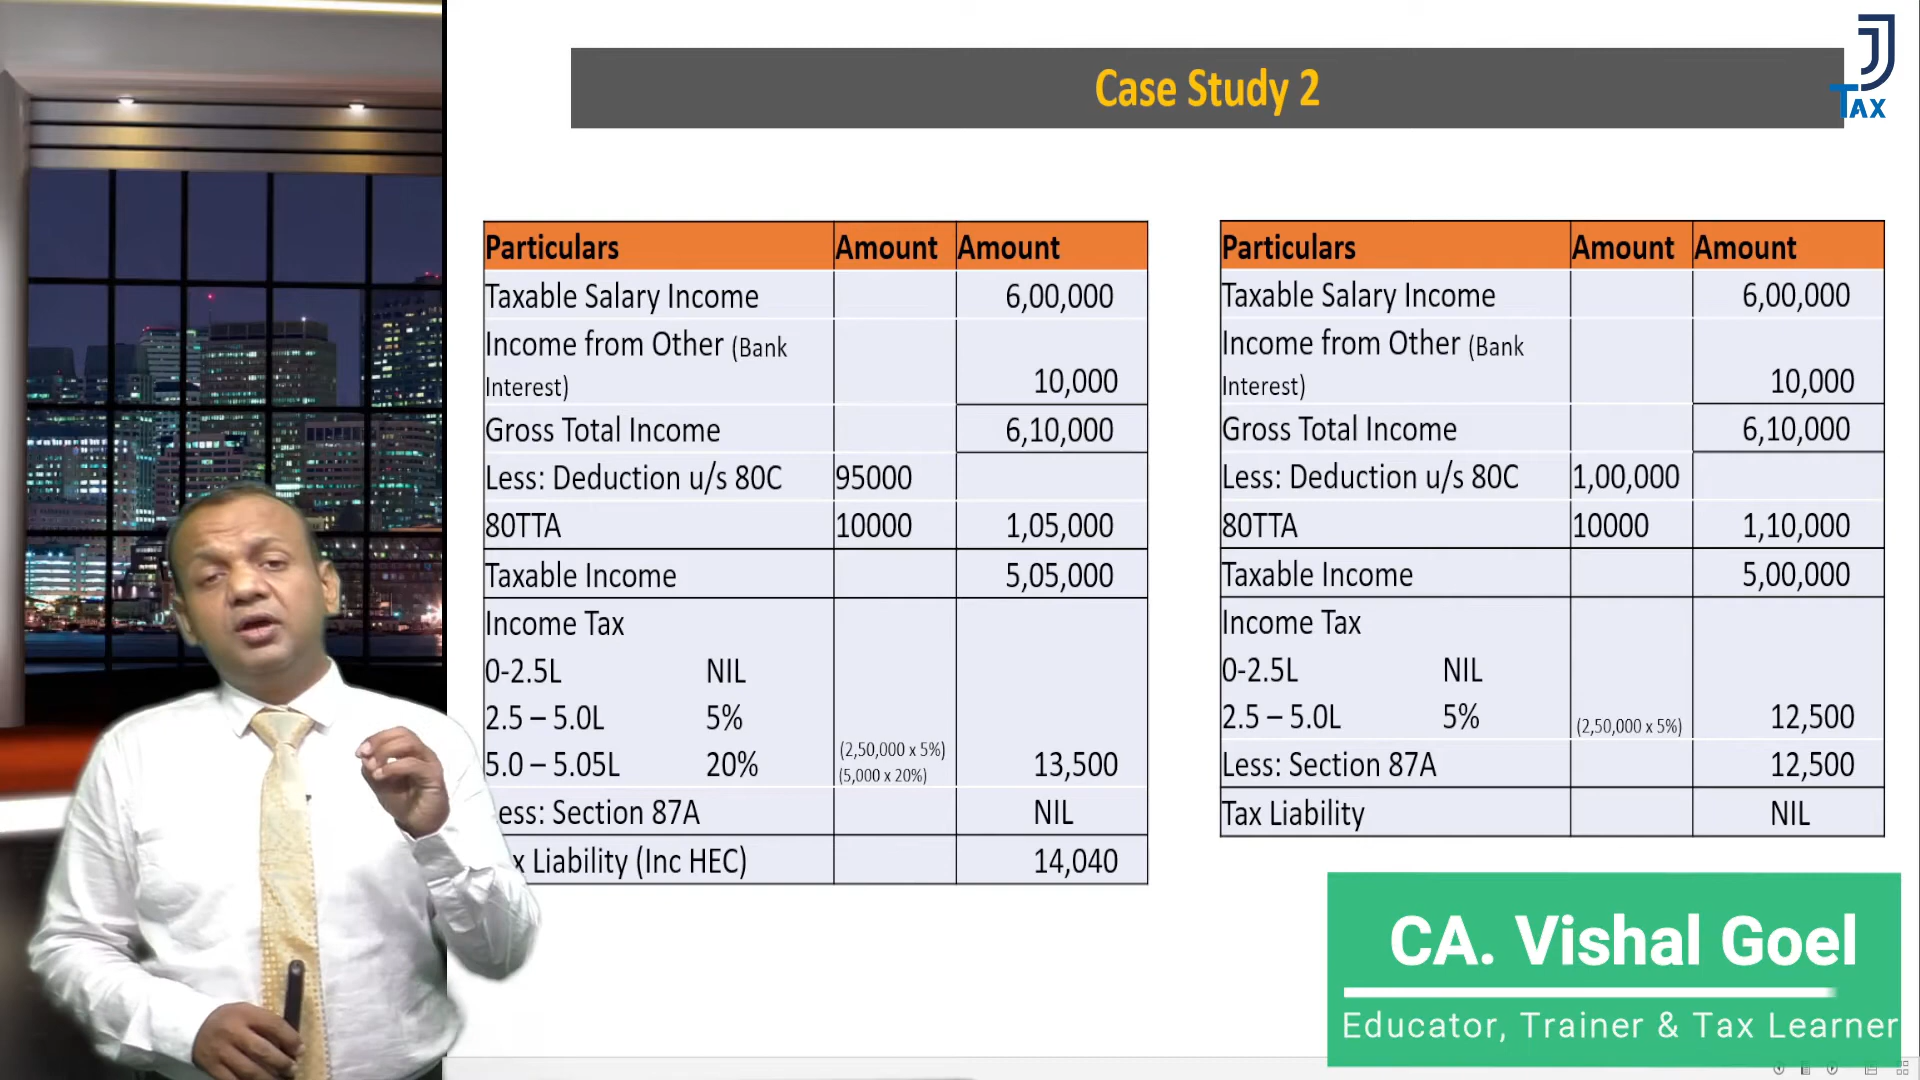 Case Study 2
J
TAX
Particulars Amount Amount
Taxable Salary Income 6,00,000
Income from Other (Bank
Interest) 10,000
Gross Total Income 6,10,000
Less: Deduction u/s 80C 95000
80TTA 10000 1,05,000
Taxable Income 5,05,000
Income Tax
0-2.5L NIL
2.5 – 5.0L 5%
(2,50,000 x 5%)
5.0 – 5.05L 20% (5,000 x 20%) 13,500
ess: Section 87A NIL
x Liability (Inc HEC) 14,040
Particulars Amount Amount
Taxable Salary Income 6,00,000
Income from Other (Bank
Interest) 10,000
Gross Total Income 6,10,000
Less: Deduction u/s 80C 1,00,000
80TTA 10000 1,10,000
Taxable Income 5,00,000
Income Tax
0-2.5L NIL
2.5 – 5.0L 5% (2,50,000 x 5%) 12,500
Less: Section 87A 12,500
Tax Liability NIL
CA. Vishal Goel
Educator, Trainer & Tax Learner